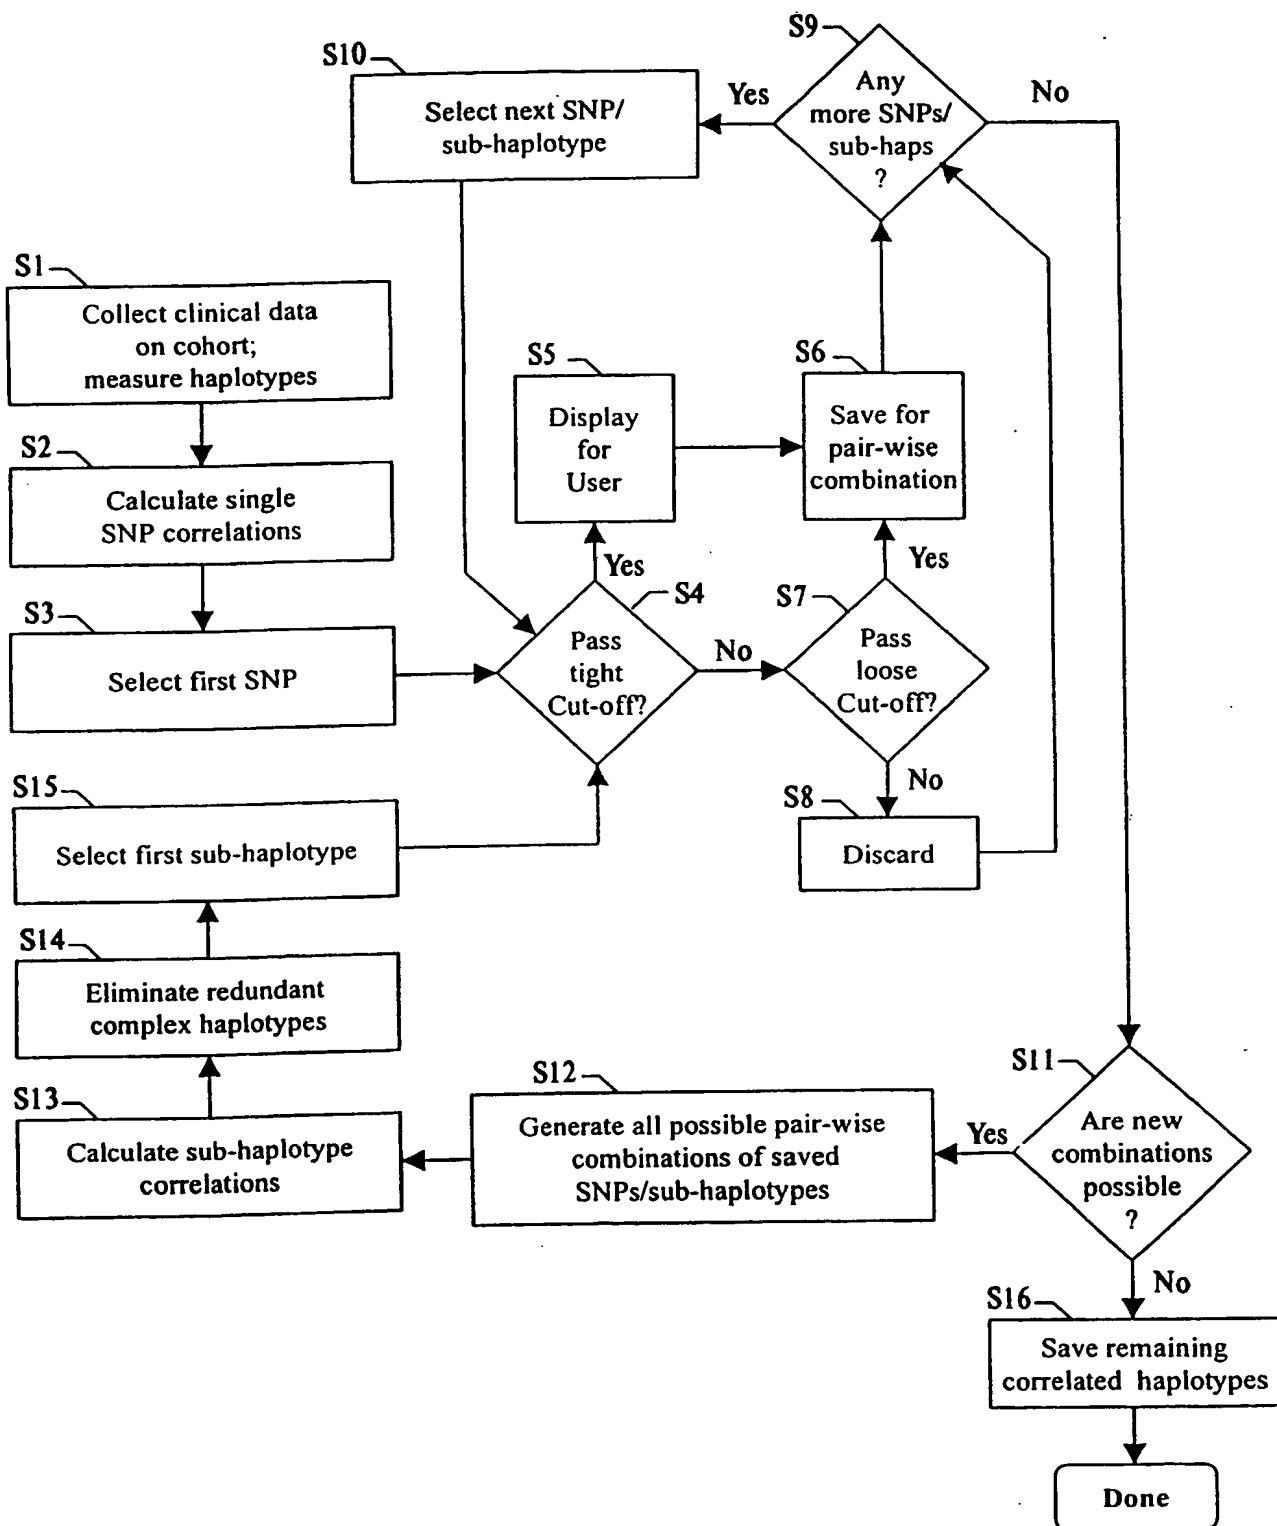 S9
S10
Any
more SNPs/
sub-haps
?
Yes
No
Select next SNP/
sub-haplotype
S1
Collect clinical data
on cohort;
measure haplotypes
S5
Display
for
User
S6
Save for
pair-wise
combination
S2
Calculate single
SNP correlations
Yes
Yes
S3
Select first SNP
S4
Pass
tight
Cut-off?
No
S7
Pass
loose
Cut-off?
No
S8
Discard
S15
Select first sub-haplotype
S14
Eliminate redundant
complex haplotypes
S13
Calculate sub-haplotype
correlations
S12
Generate all possible pair-wise
combinations of saved
SNPs/sub-haplotypes
Yes
S11
Are new
combinations
possible
?
No
S16
Save remaining
correlated haplotypes
Done